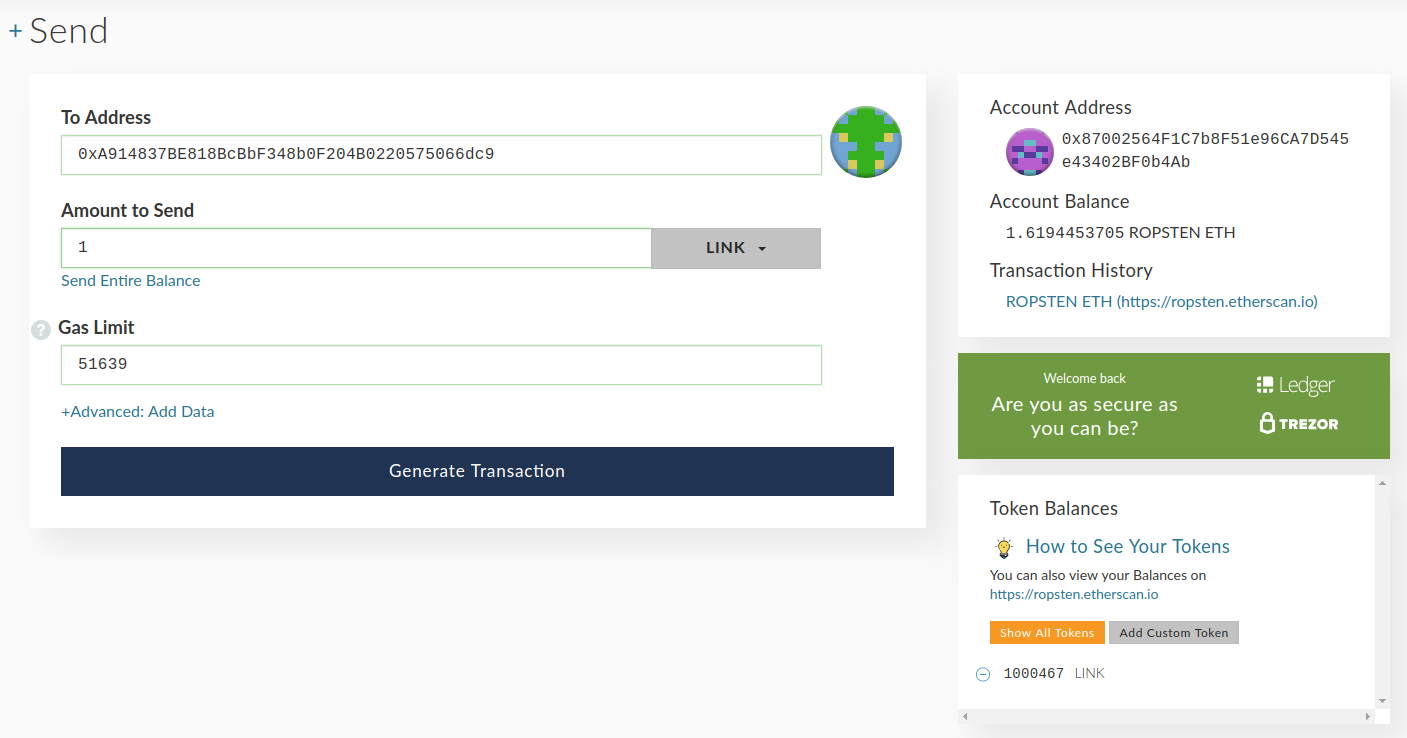 + Send
To Address
0xA914837BE818BcBbF348b0F204B0220575066dc9
Amount to Send
1
LINK
Send Entire Balance
? Gas Limit
51639
+Advanced: Add Data
Generate Transaction
Account Address
0x87002564F1C7b8F51e96CA7D545
e43402BF0b4Ab
Account Balance
1.6194453705 ROPSTEN ETH
Transaction History
ROPSTEN ETH (https://ropsten.etherscan.io)
Welcome back
Are you as secure as
you can be?
Ledger
TREZOR
Token Balances
How to See Your Tokens
You can also view your Balances on
https://ropsten.etherscan.io
Show All Tokens
Add Custom Token
1000467 LINK